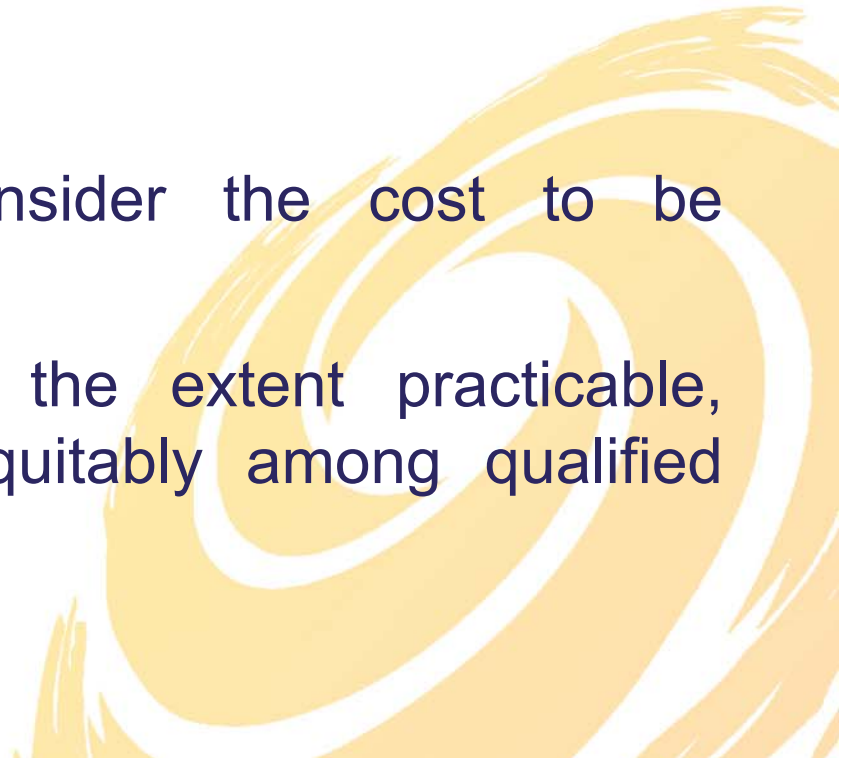 nsider the cost to be
the extent practicable,
quitably among qualified